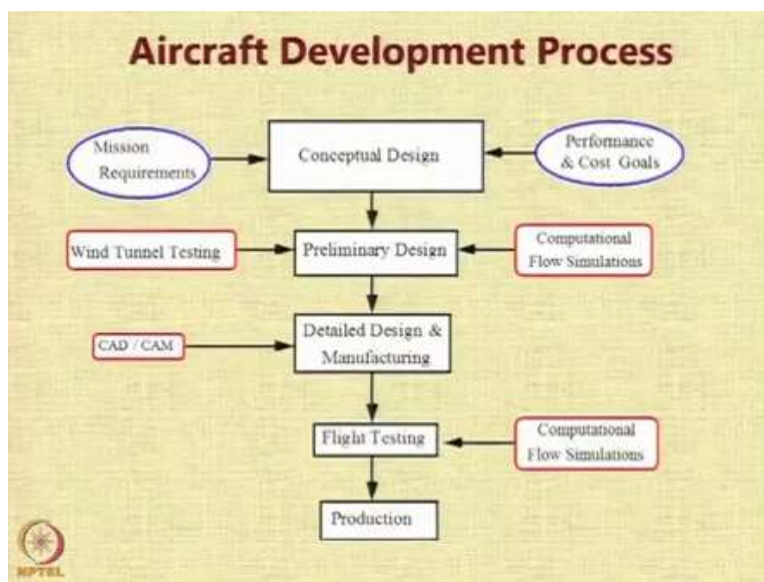 Aircraft Development Process
Mission
Requirements
Conceptual Design
Performance
& Cost Goals
Wind Tunnel Testing
Preliminary Design
Computational
Flow Simulations
CAD / CAM
Detailed Design &
Manufacturing
Flight Testing
Computational
Flow Simulations
Production
NPTEL